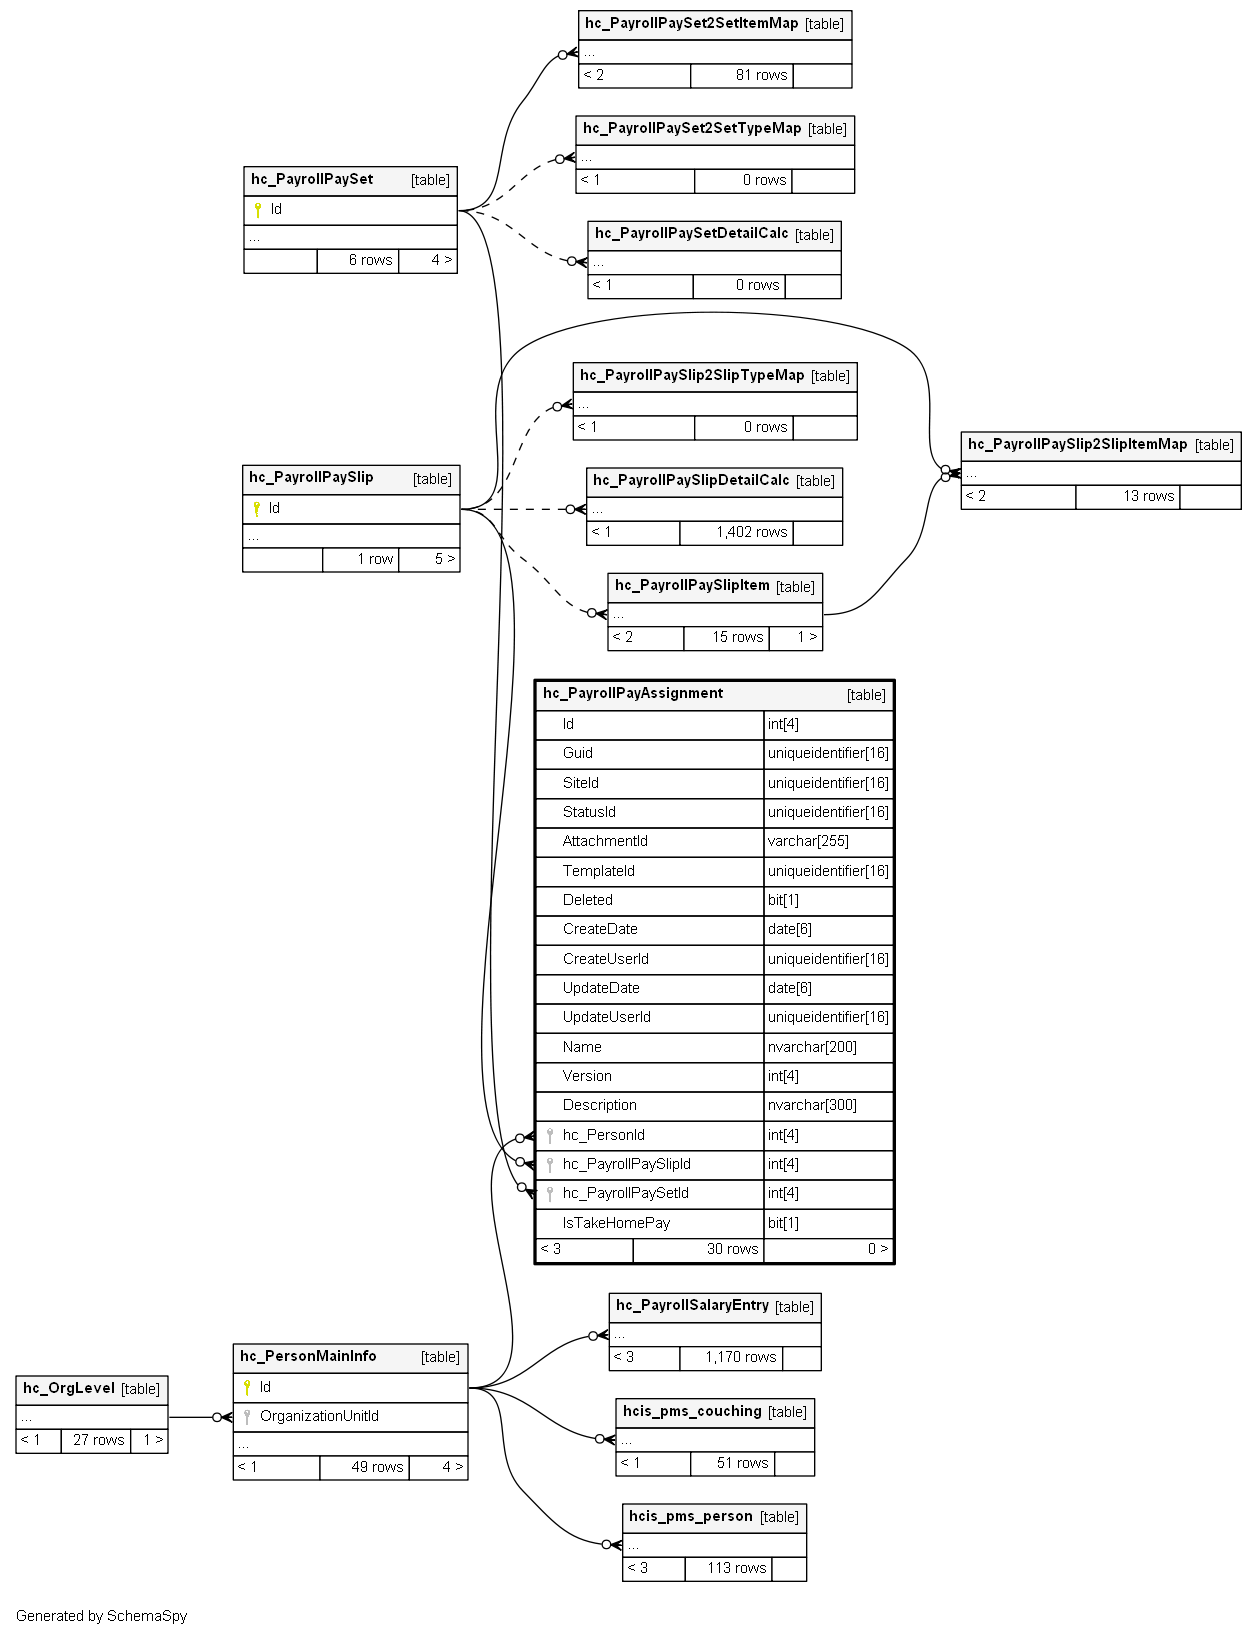 hc_PayrollPaySet2SetItemMap [table]
...
< 2 81 rows
hc_PayrollPaySet2SetTypeMap [table]
...
< 1 0 rows
hc_PayrollPaySet [table]
Id
...
6 rows 4 >
hc_PayrollPaySetDetailCalc [table]
...
< 1 0 rows
hc_PayrollPaySlip2SlipTypeMap [table]
...
< 1 0 rows
hc_PayrollPaySlip2SlipItemMap [table]
...
< 2 13 rows
hc_PayrollPaySlip [table]
Id
...
1 row 5 >
hc_PayrollPaySlipDetailCalc [table]
...
< 1 1,402 rows
hc_PayrollPaySlipItem [table]
...
< 2 15 rows 1 >
hc_PayrollPayAssignment [table]
Id int[4]
Guid uniqueidentifier[16]
SiteId uniqueidentifier[16]
StatusId uniqueidentifier[16]
AttachmentId varchar[255]
TemplateId uniqueidentifier[16]
Deleted bit[1]
CreateDate date[6]
CreateUserId uniqueidentifier[16]
UpdateDate date[6]
UpdateUserId uniqueidentifier[16]
Name nvarchar[200]
Version int[4]
Description nvarchar[300]
hc_PersonId int[4]
hc_PayrollPaySlipId int[4]
hc_PayrollPaySetId int[4]
IsTakeHomePay bit[1]
< 3 30 rows 0 >
hc_PayrollSalaryEntry [table]
...
< 3 1,170 rows
hc_PersonMainInfo [table]
Id
OrganizationUnitId
...
< 1 49 rows 4 >
hc_OrgLevel [table]
...
< 1 27 rows 1 >
hcis_pms_couching [table]
...
< 1 51 rows
hcis_pms_person [table]
...
< 3 113 rows
Generated by SchemaSpy